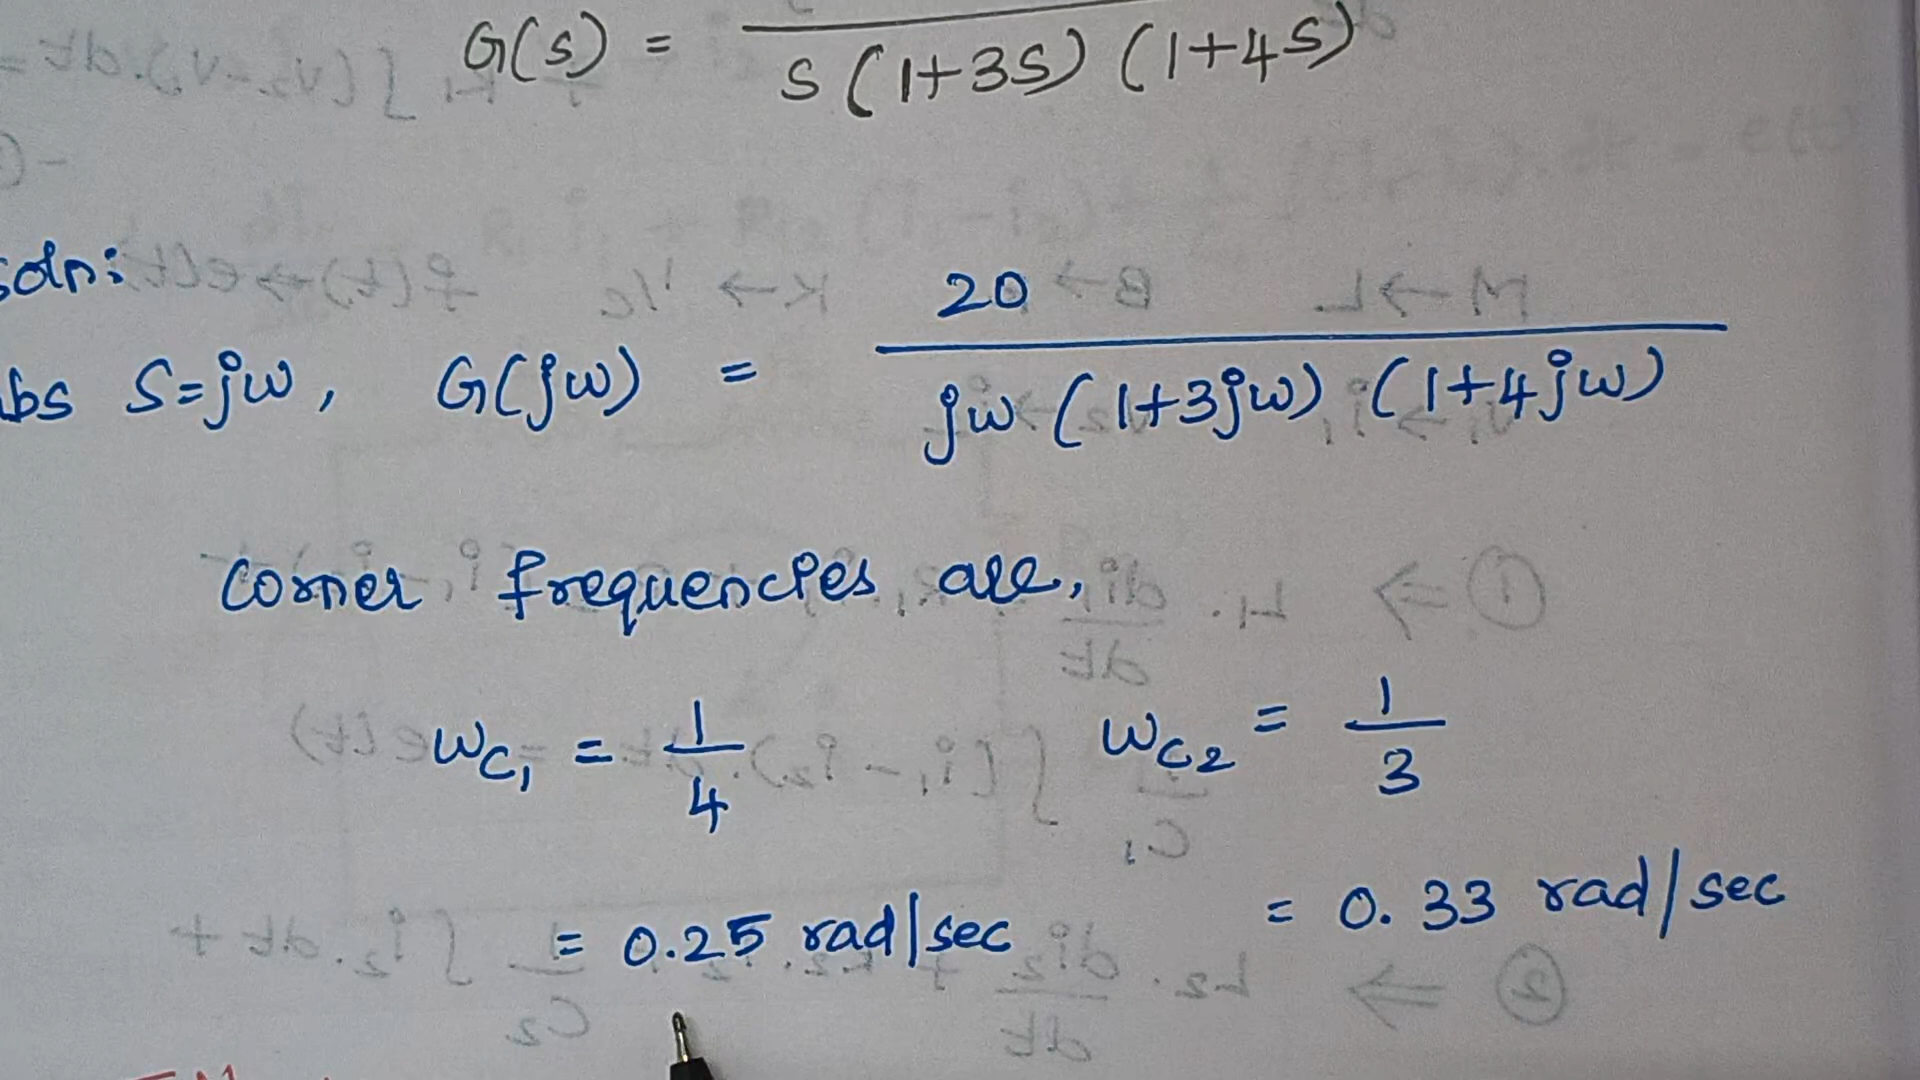 G(s) = / s(1+3s)(1+4s)
soln:
20
s=jω, G(jω) = ———
jω (1+3jω) (1+4jω)
corner frequencies are,
ωc1 = 1/4 ωc2 = 1/3
= 0.25 rad/sec = 0.33 rad/sec